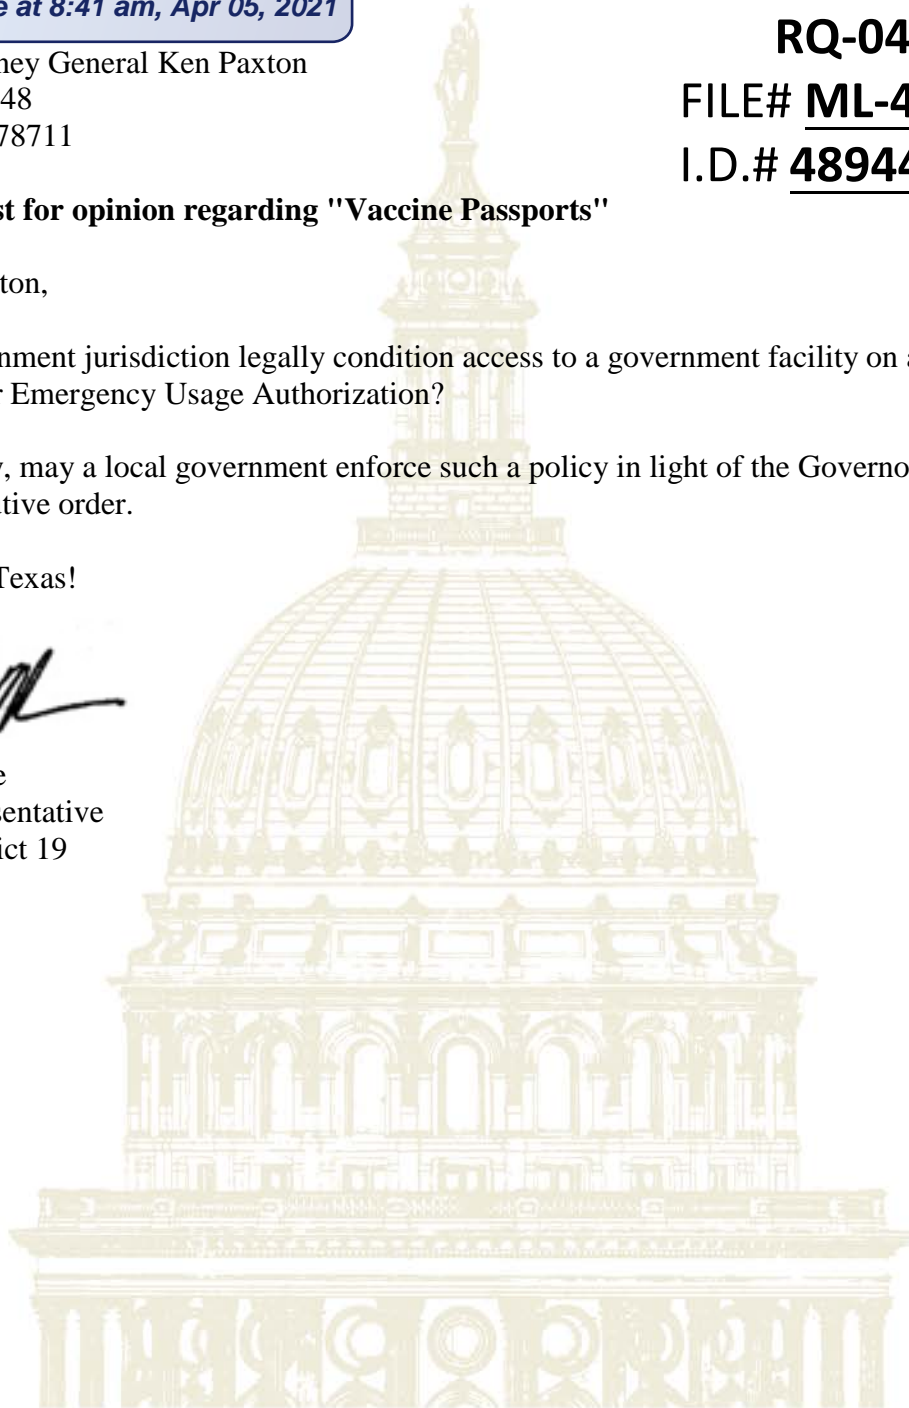 e at 8:41 am, Apr 05, 2021
RQ-04
ney General Ken Paxton
FILE# ML-4
48
78711
I.D.# 48944
st for opinion regarding "Vaccine Passports"
ton,
nment jurisdiction legally condition access to a government facility on a
r Emergency Usage Authorization?
y, may a local government enforce such a policy in light of the Governo
utive order.
Texas!
e
sentative
ict 19